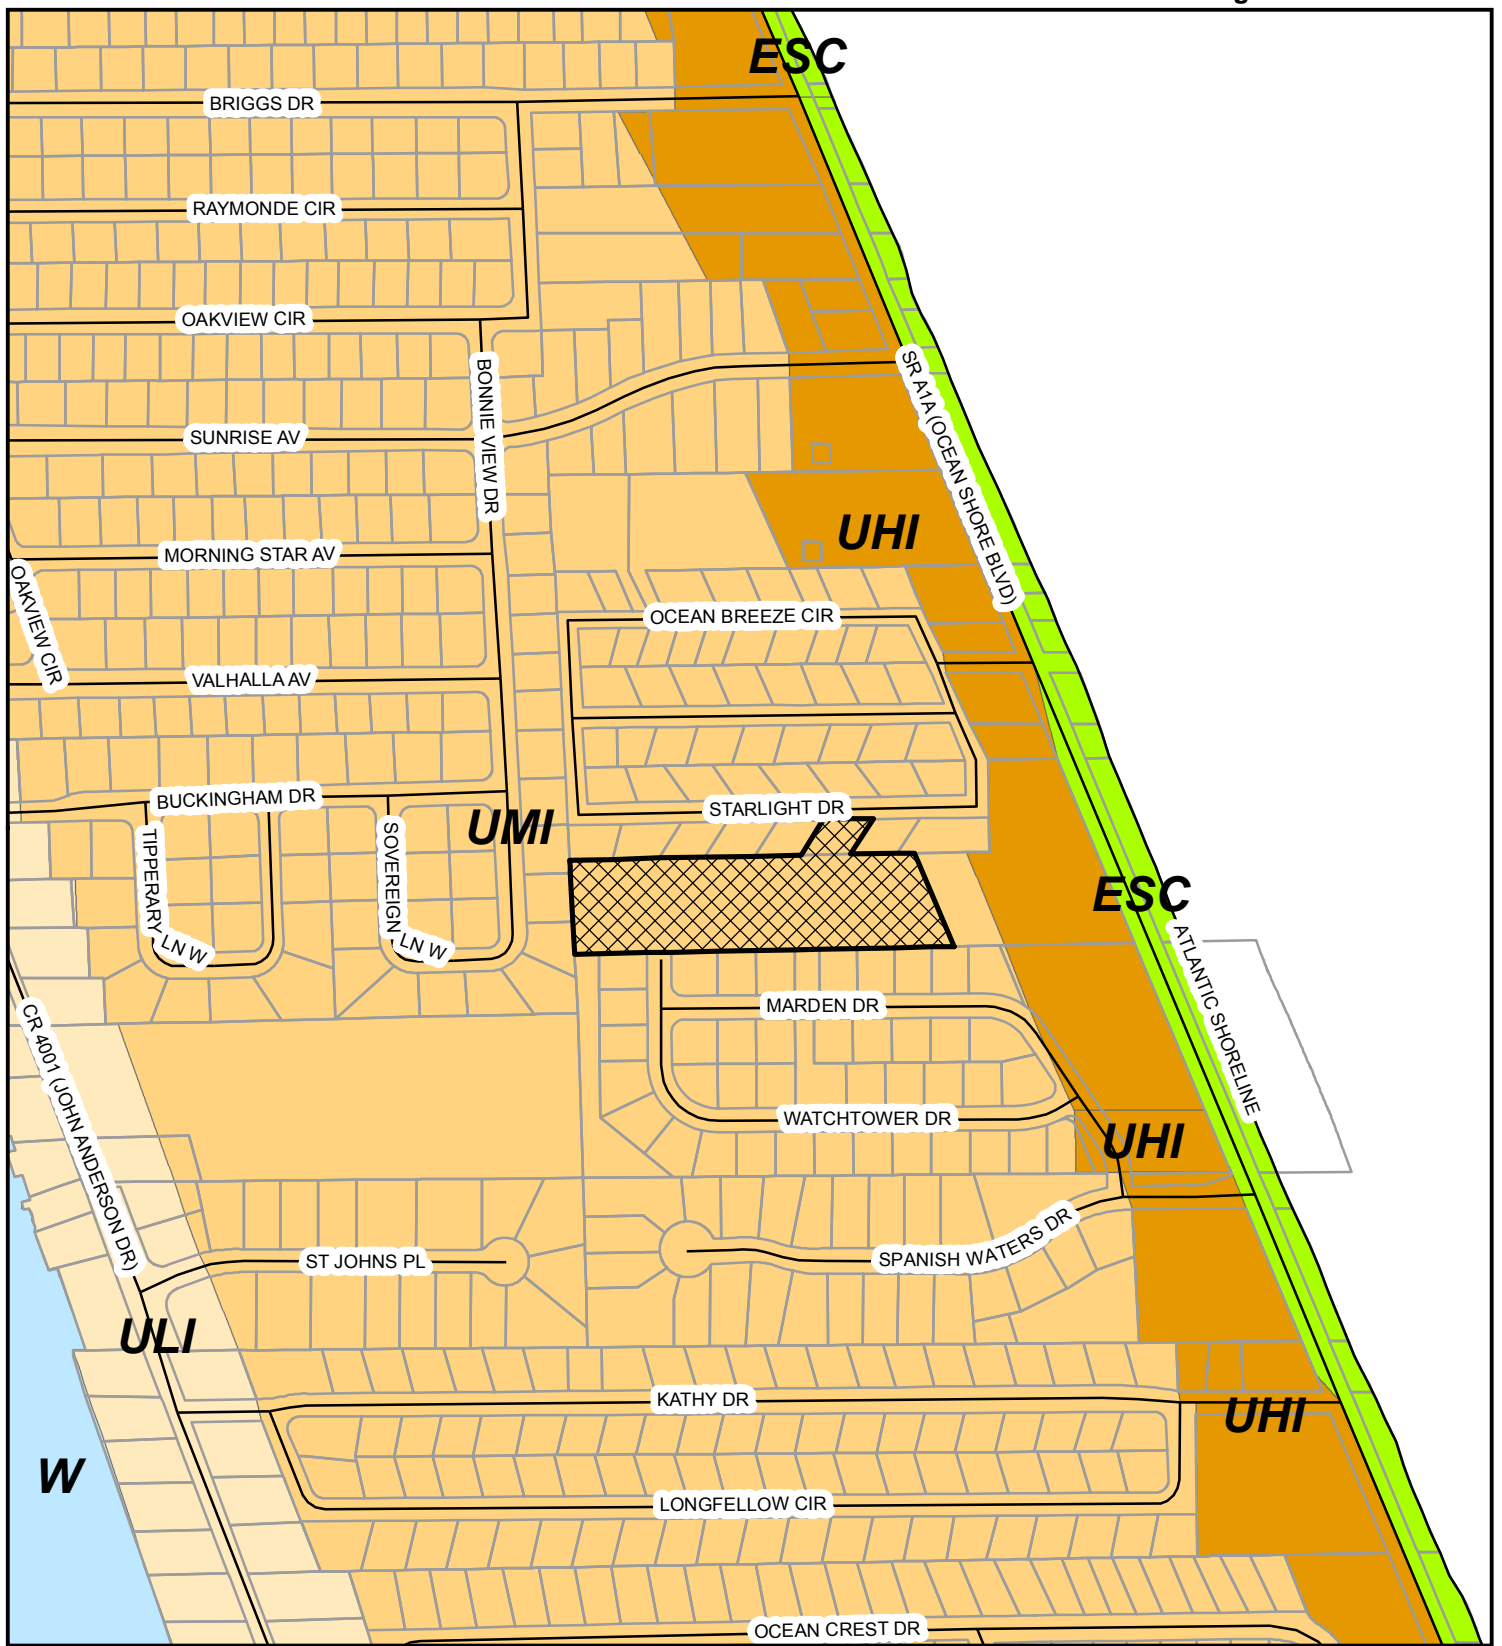 ESC
BRIGGS DR
RAYMONDE CIR
OAKVIEW CIR
BONNIE VIEW DR
SR A1A (OCEAN SHORE BLVD)
SUNRISE AV
UHI
MORNING STAR AV
OAKVIEW CIR
OCEAN BREEZE CIR
VALHALLA AV
BUCKINGHAM DR
STARLIGHT DR
UMI
TIPPERARY
LN W
SOVEREIGN
LN W
ESC
ATLANTIC SHORELINE
CR 4001 (JOHN ANDERSON DR)
MARDEN DR
WATCHTOWER DR
UHI
SPANISH WATERS DR
ST JOHNS PL
ULI
KATHY DR
UHI
W
LONGFELLOW CIR
OCEAN CREST DR